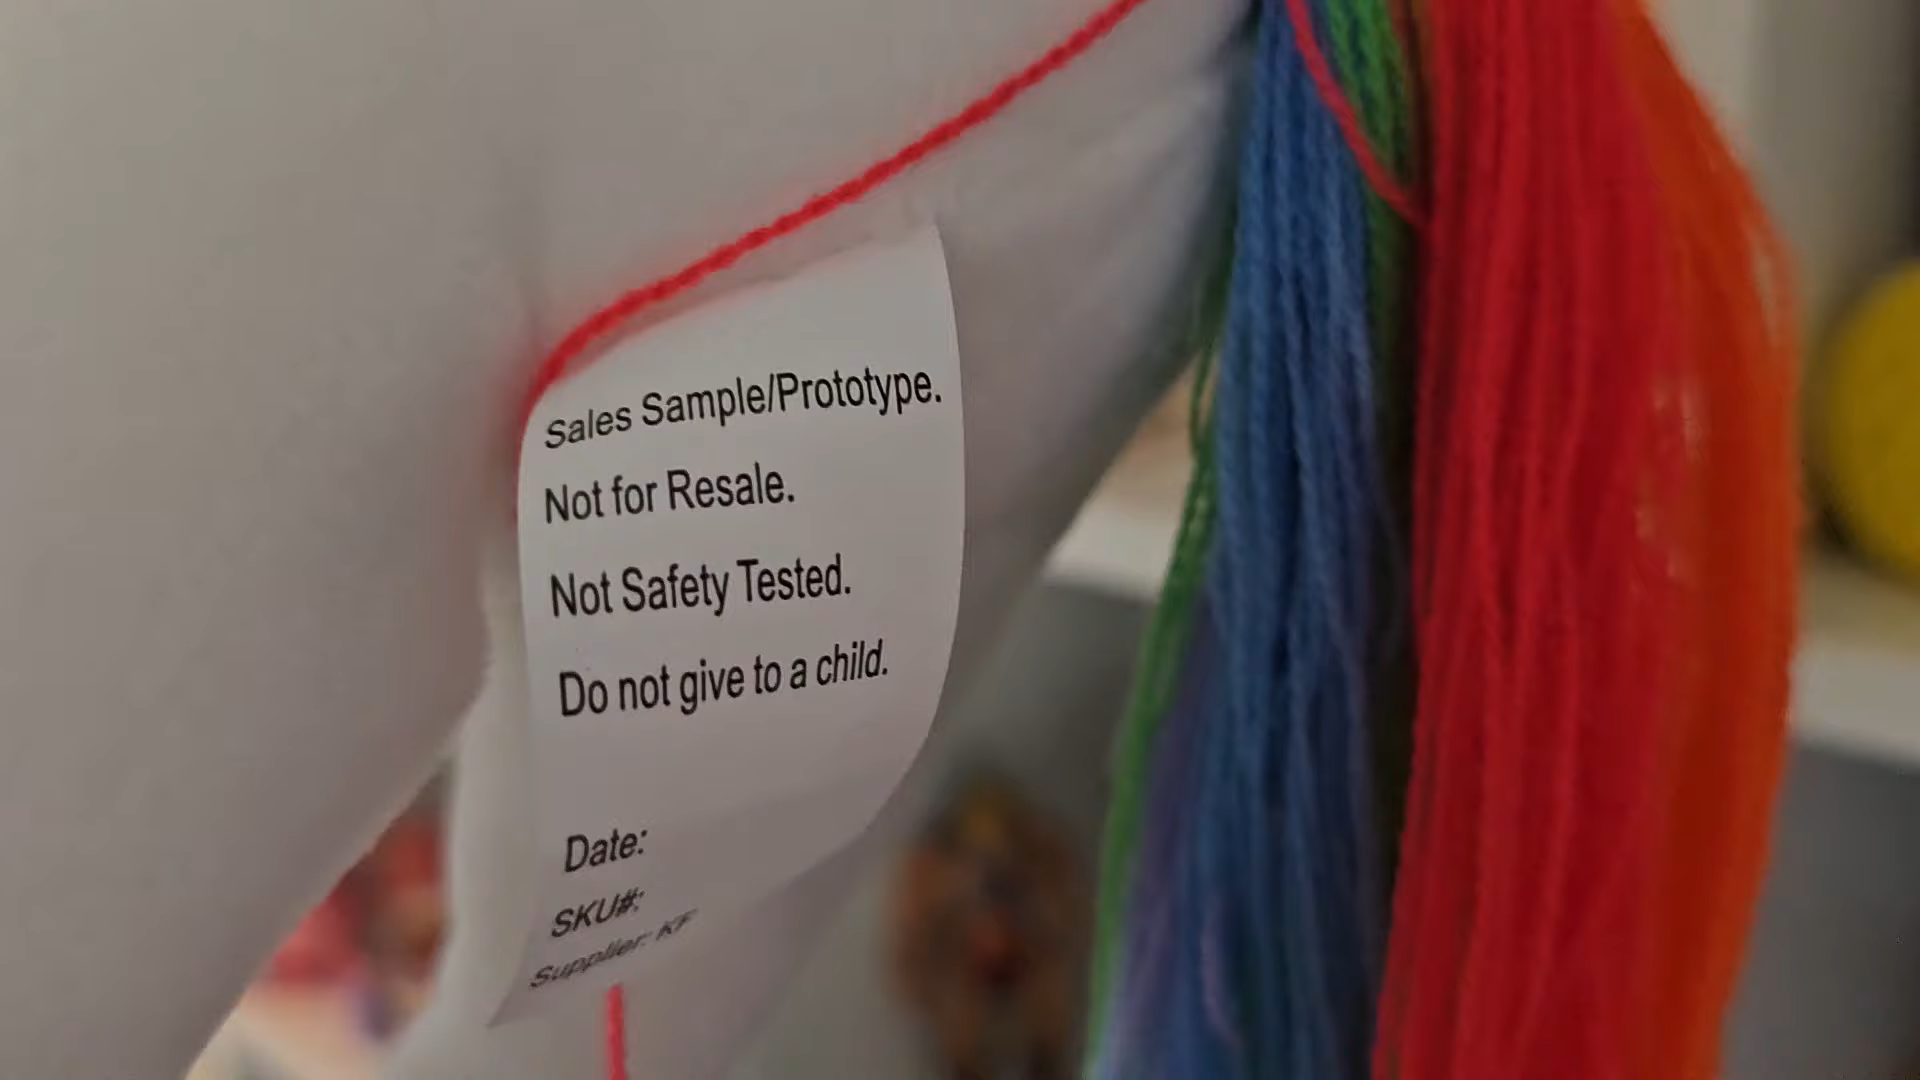 Sales Sample/Prototype.
Not for Resale.
Not Safety Tested.
Do not give to a child.
Date:
SKU#:
Supplier: KF